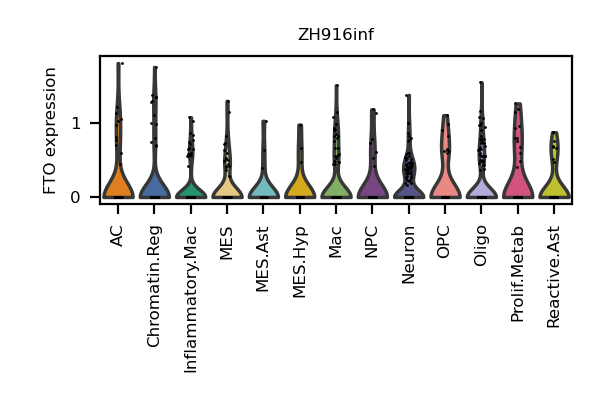 ZH916inf
FTO expression
1
0
AC
Chromatin.Reg
Inflammatory.Mac
MES
MES.Ast
MES.Hyp
Mac
NPC
Neuron
OPC
Oligo
Prolif.Metab
Reactive.Ast